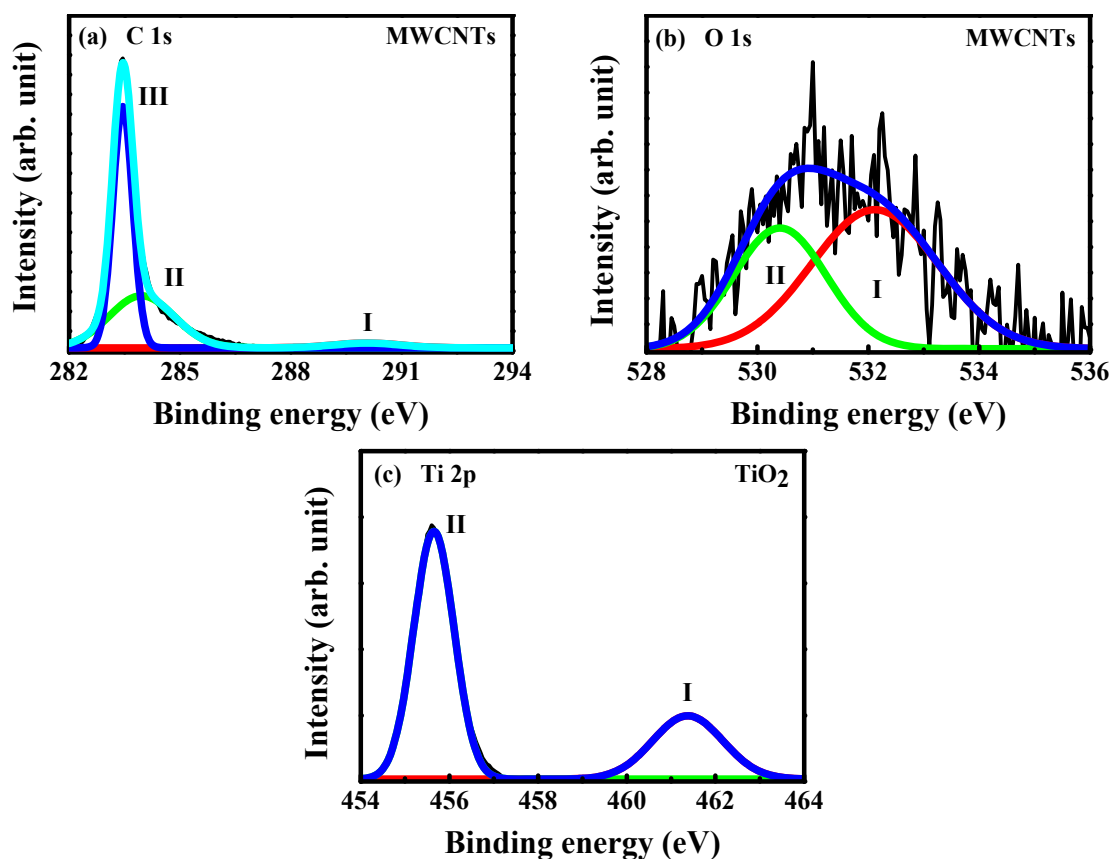 (a) C 1s MWCNTs
III
II
I
Intensity (arb. unit)
282 285 288 291 294
Binding energy (eV)
(b) O 1s MWCNTs
II
I
Intensity (arb. unit)
528 530 532 534 536
Binding energy (eV)
(c) Ti 2p TiO2
II
I
Intensity (arb. unit)
454 456 458 460 462 464
Binding energy (eV)